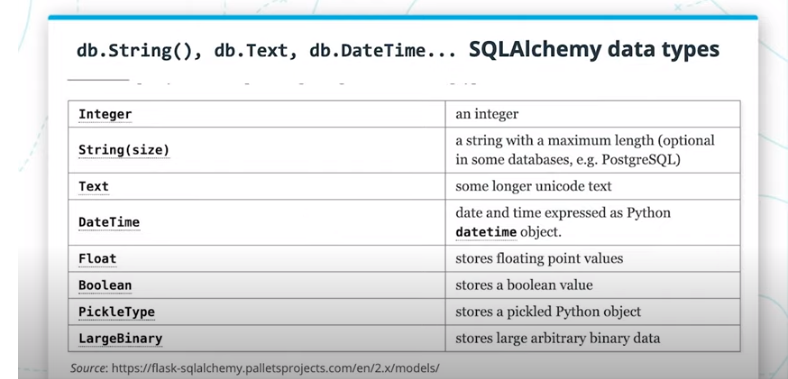 db.String(), db.Text, db.DateTime... SQLAlchemy data types
Integer an integer
String(size) a string with a maximum length (optional
in some databases, e.g. PostgreSQL)
Text some longer unicode text
DateTime date and time expressed as Python
datetime object.
Float stores floating point values
Boolean stores a boolean value
PickleType stores a pickled Python object
LargeBinary stores large arbitrary binary data
Source: https://flask-sqlalchemy.palletsprojects.com/en/2.x/models/